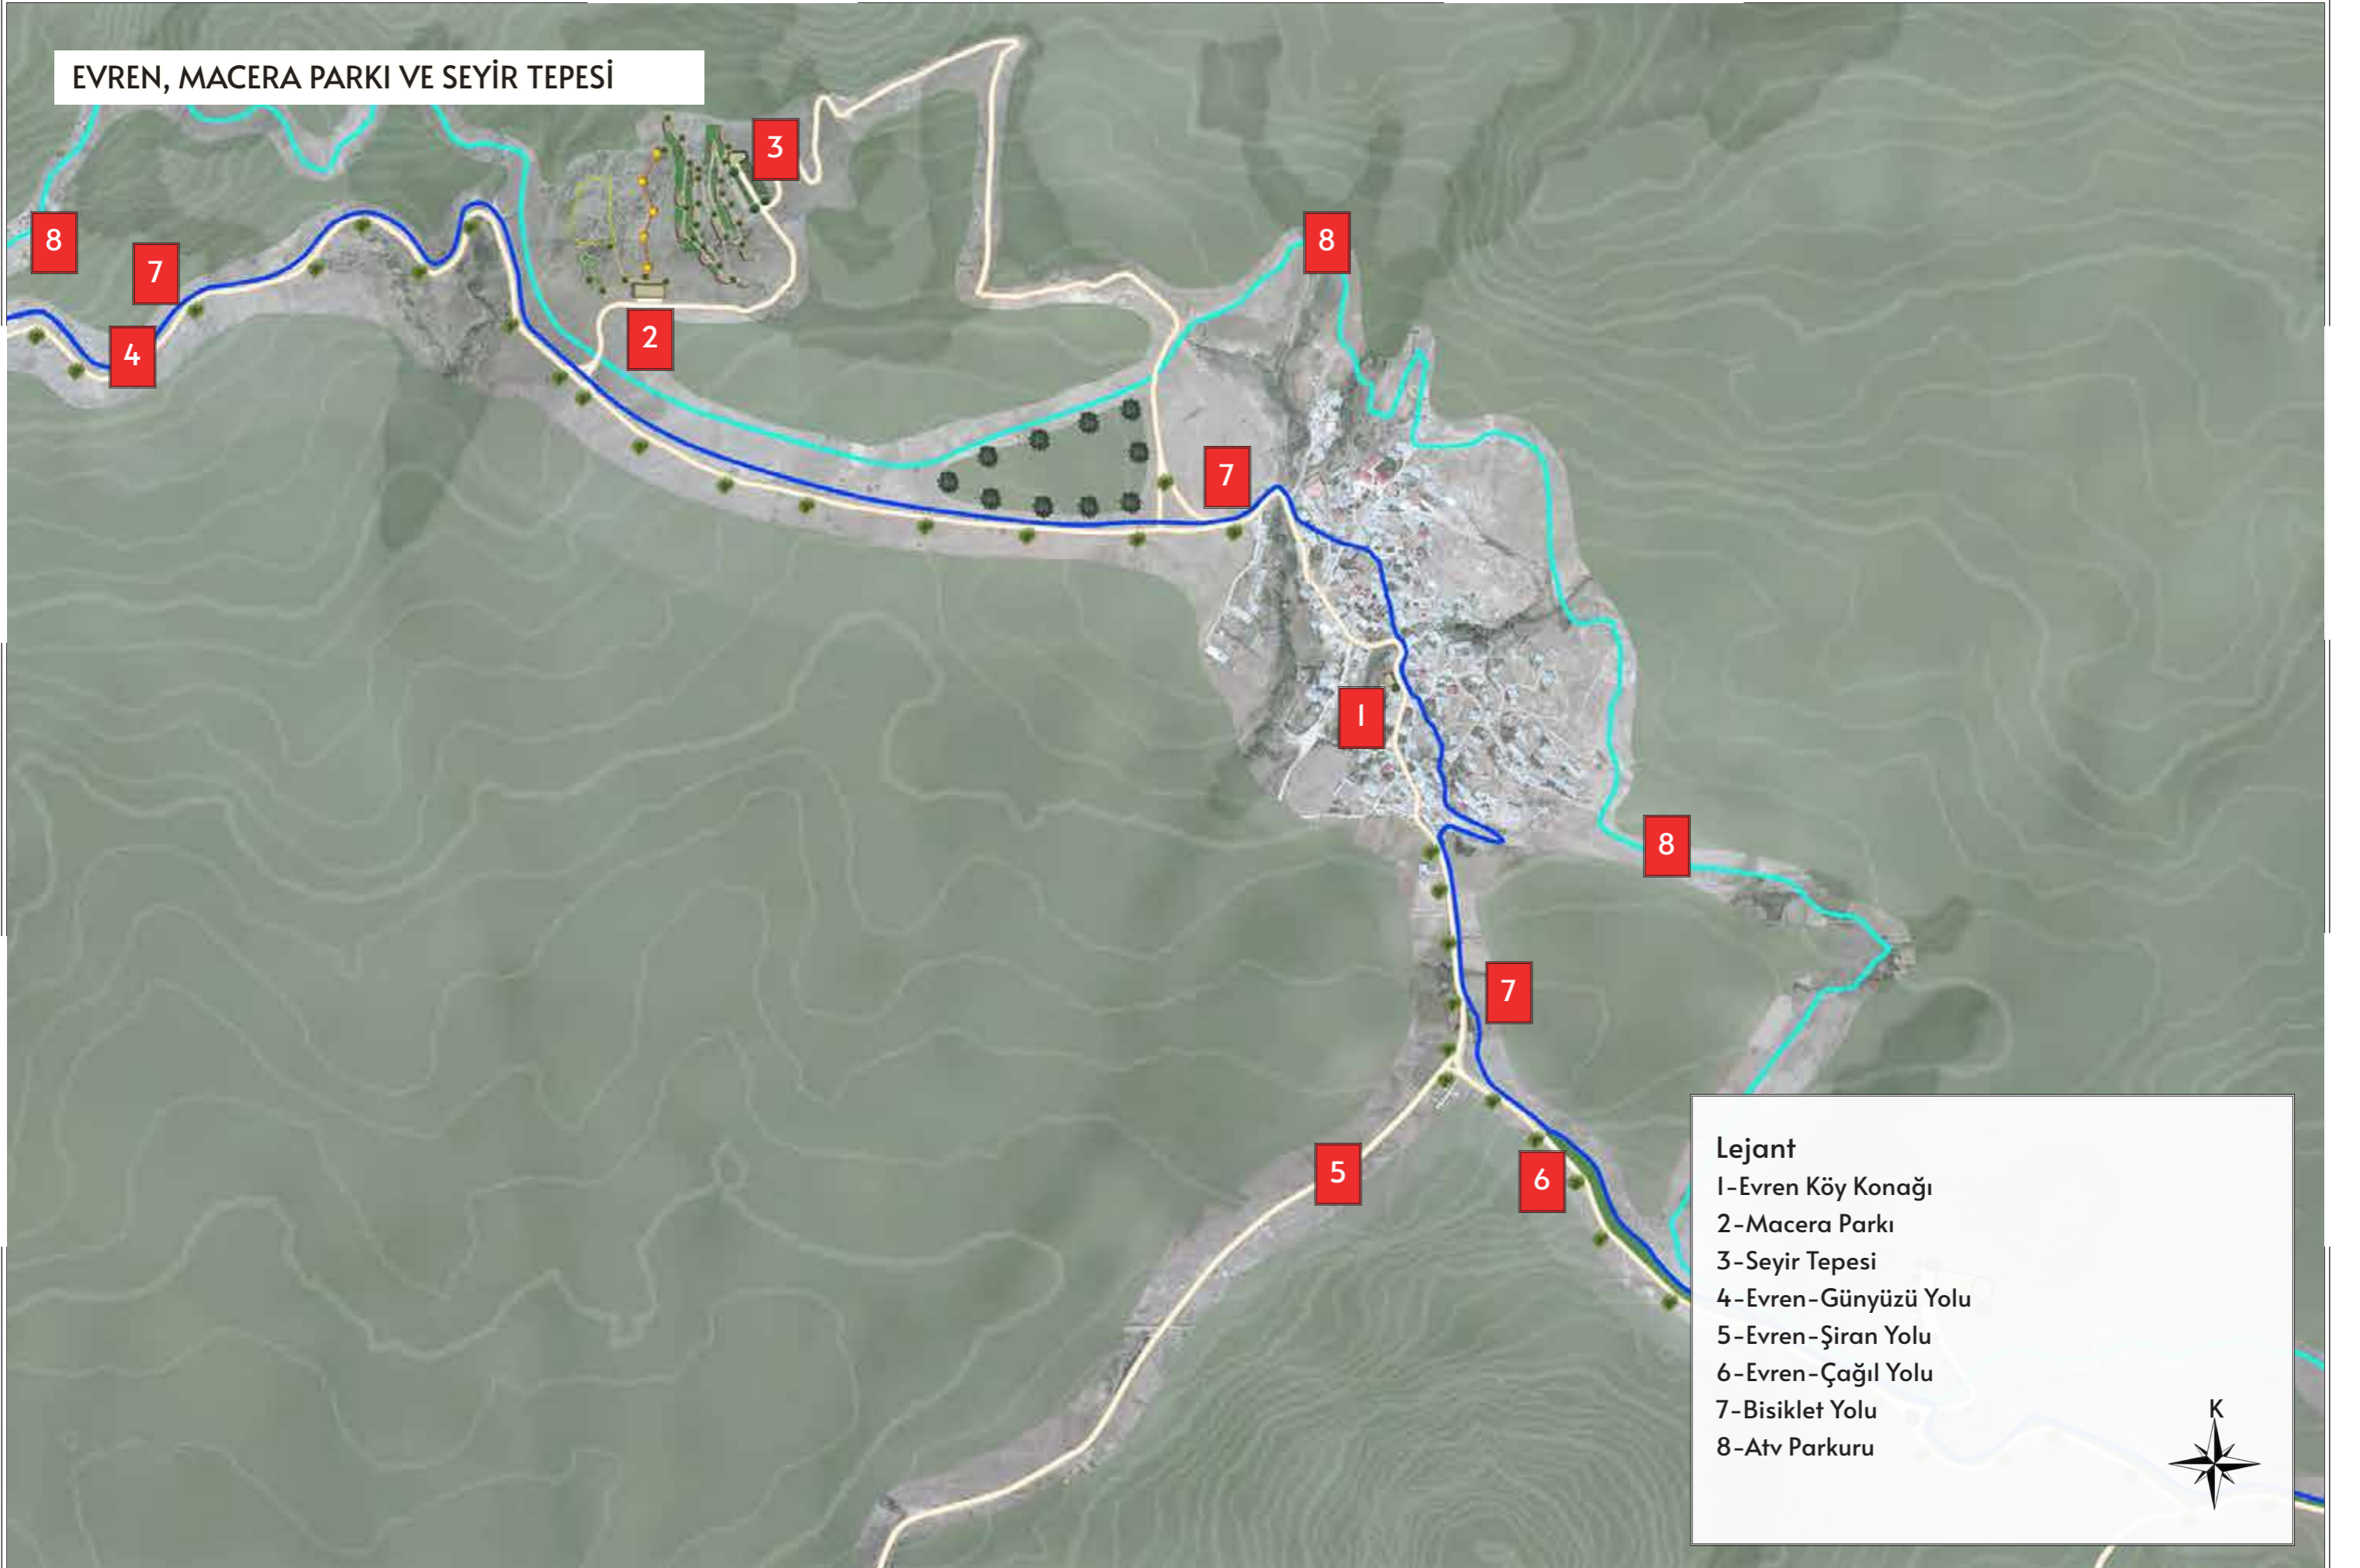 EVREN, MACERA PARKI VE SEYİR TEPESİ
3
8
8
7
2
4
7
1
8
7
5
6
Lejant
1-Evren Köy Konağı
2-Macera Parkı
3-Seyir Tepesi
4-Evren-Günyüzü Yolu
5-Evren-Şiran Yolu
6-Evren-Çağıl Yolu
7-Bisiklet Yolu
8-Atv Parkuru
K